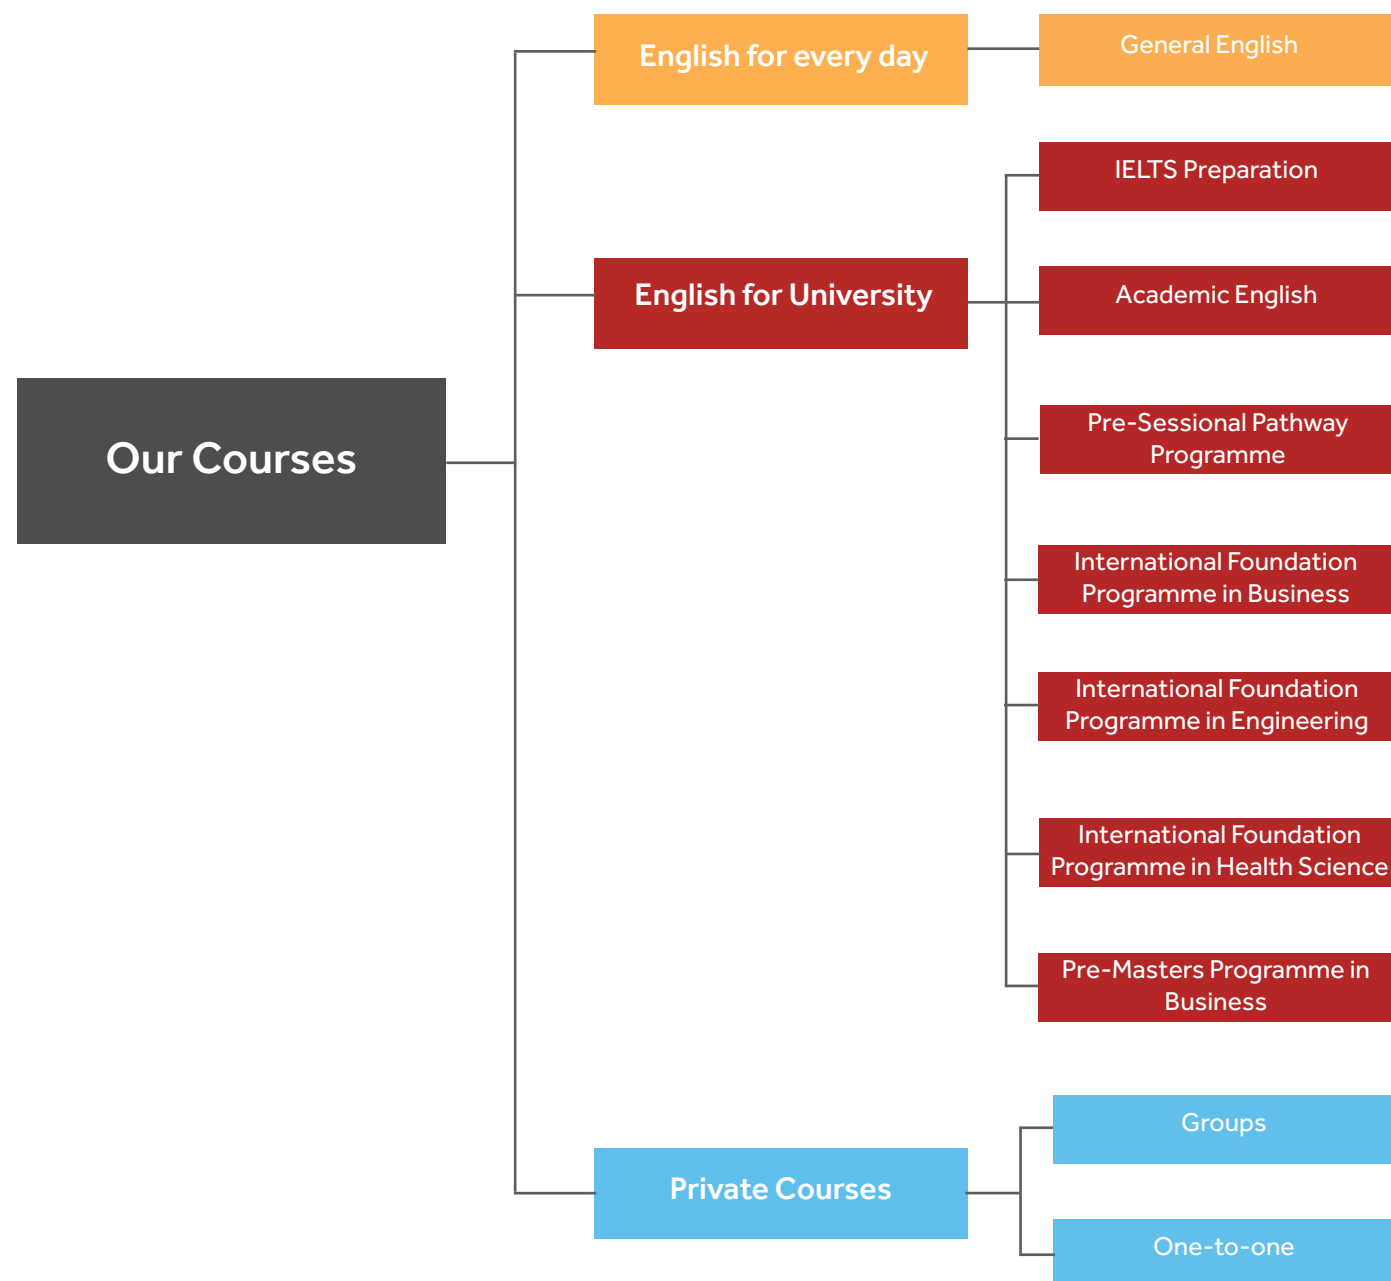 Our Courses
English for every day
General English
English for University
IELTS Preparation
Academic English
Pre-Sessional Pathway
Programme
International Foundation
Programme in Business
International Foundation
Programme in Engineering
International Foundation
Programme in Health Science
Pre-Masters Programme in
Business
Private Courses
Groups
One-to-one